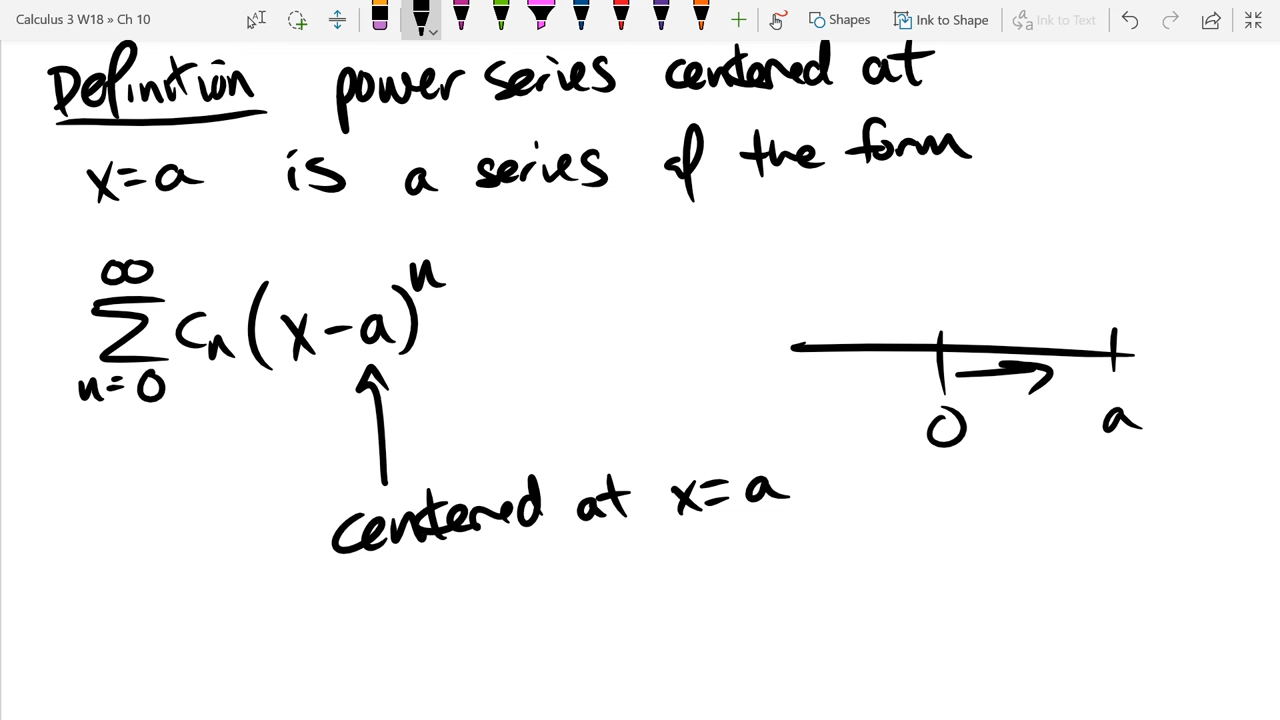 Calculus 3 W18 » Ch 10
Shapes
Ink to Shape
Ink to Text
Definition power series centered at
x=a is a series of the form
∞
∑ cₙ(x-a)ⁿ
n=0
0 a
centered at x=a